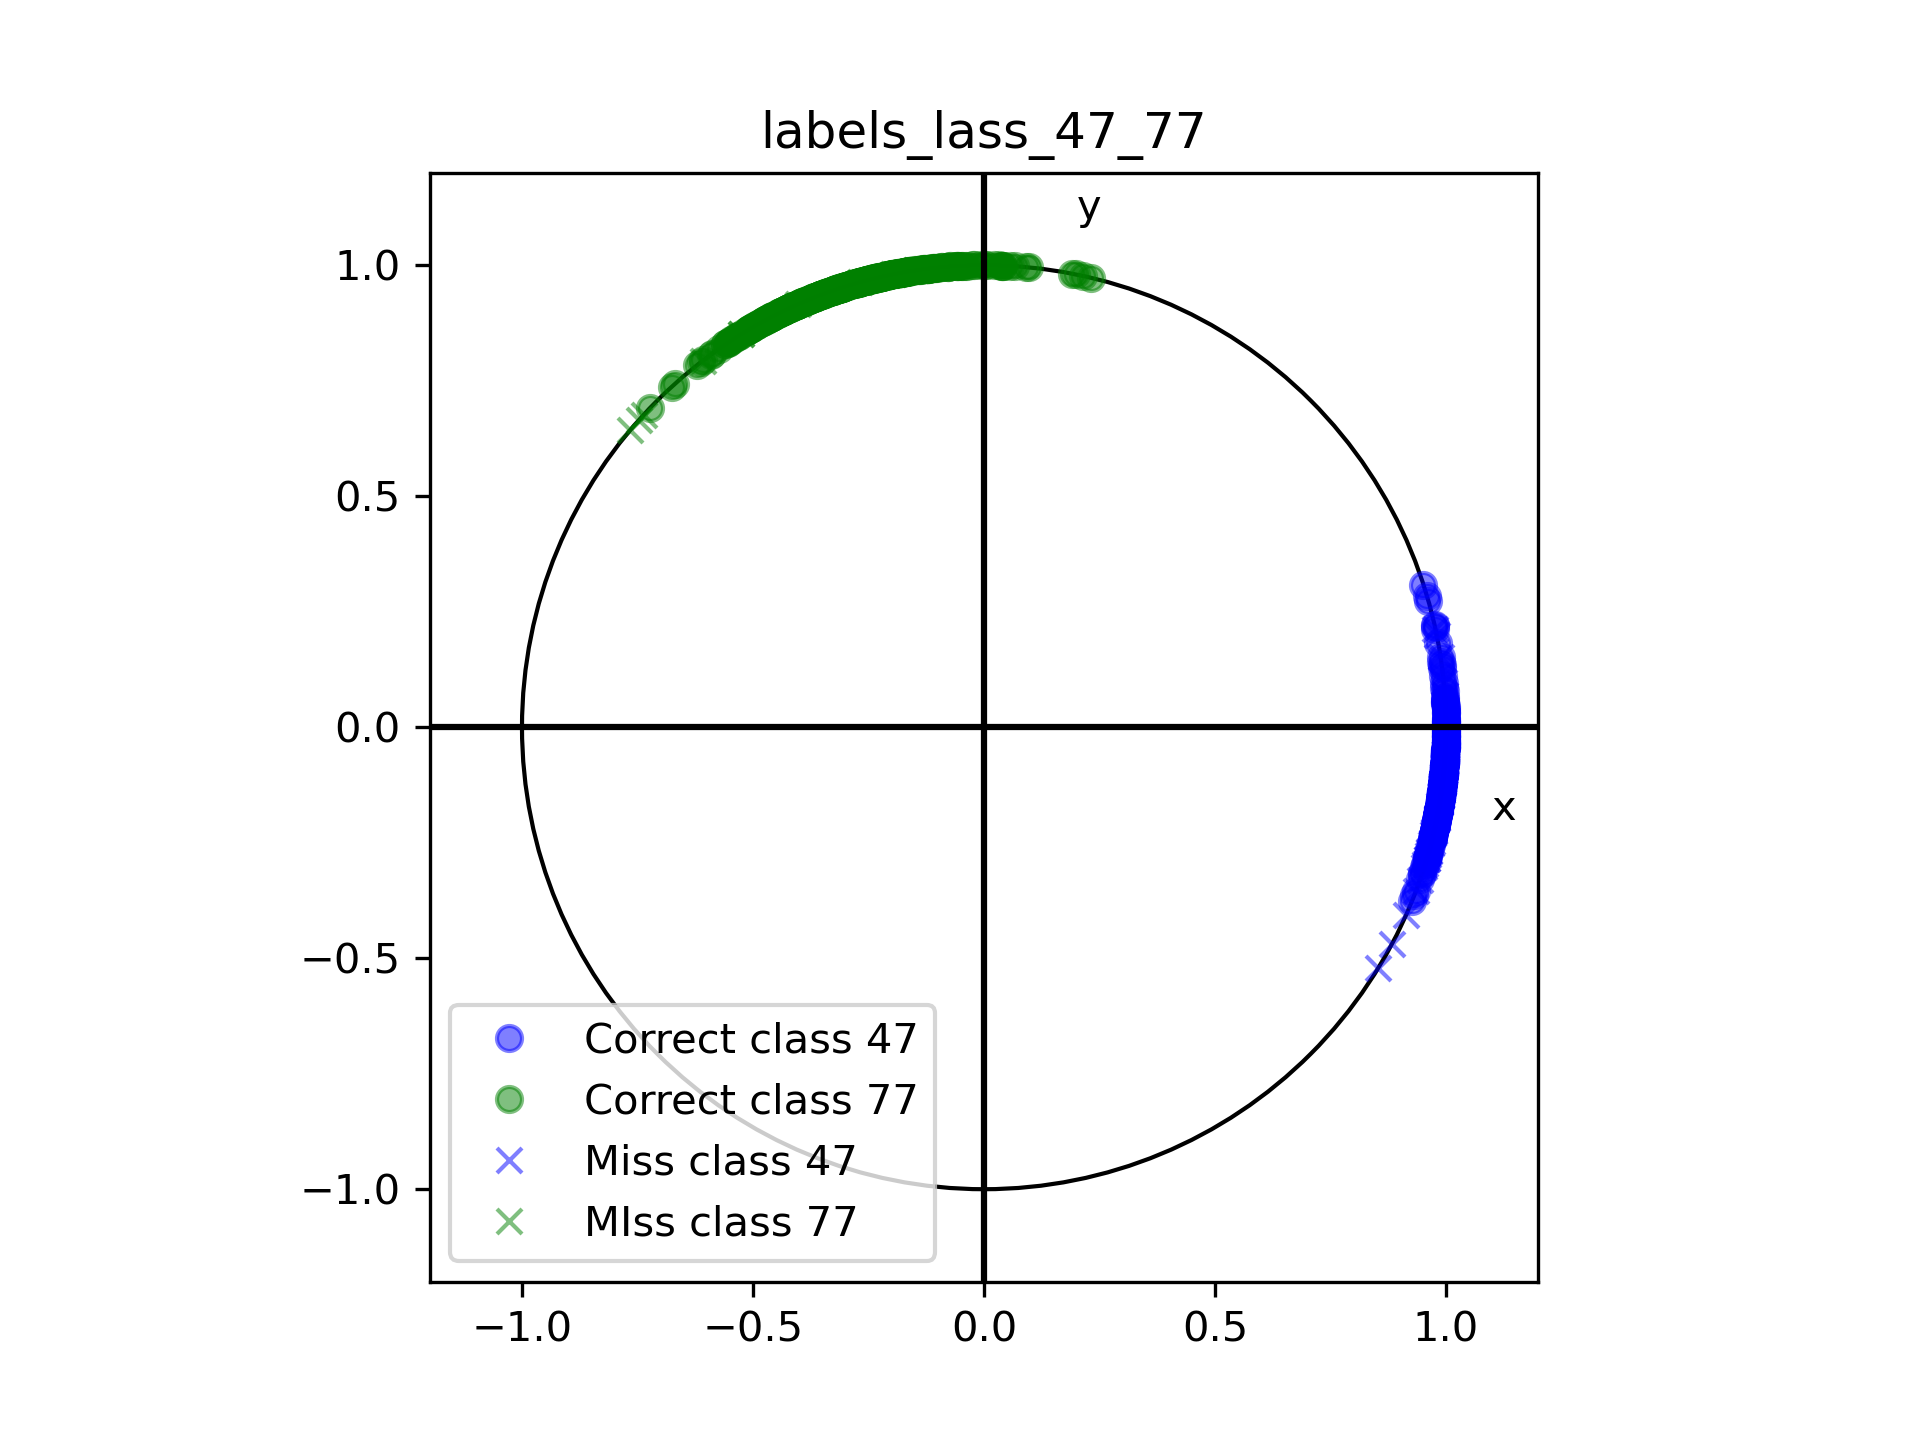 labels_lass_47_77
y
1.0
0.5
0.0
−0.5
−1.0
x
Correct class 47
Correct class 77
Miss class 47
MIss class 77
−1.0 −0.5 0.0 0.5 1.0